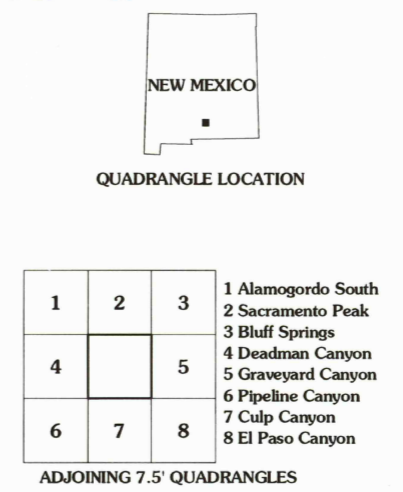 NEW MEXICO
QUADRANGLE LOCATION
1 2 3
4 5
6 7 8
1 Alamogordo South
2 Sacramento Peak
3 Bluff Springs
4 Deadman Canyon
5 Graveyard Canyon
6 Pipeline Canyon
7 Culp Canyon
8 El Paso Canyon
ADJOINING 7.5' QUADRANGLES